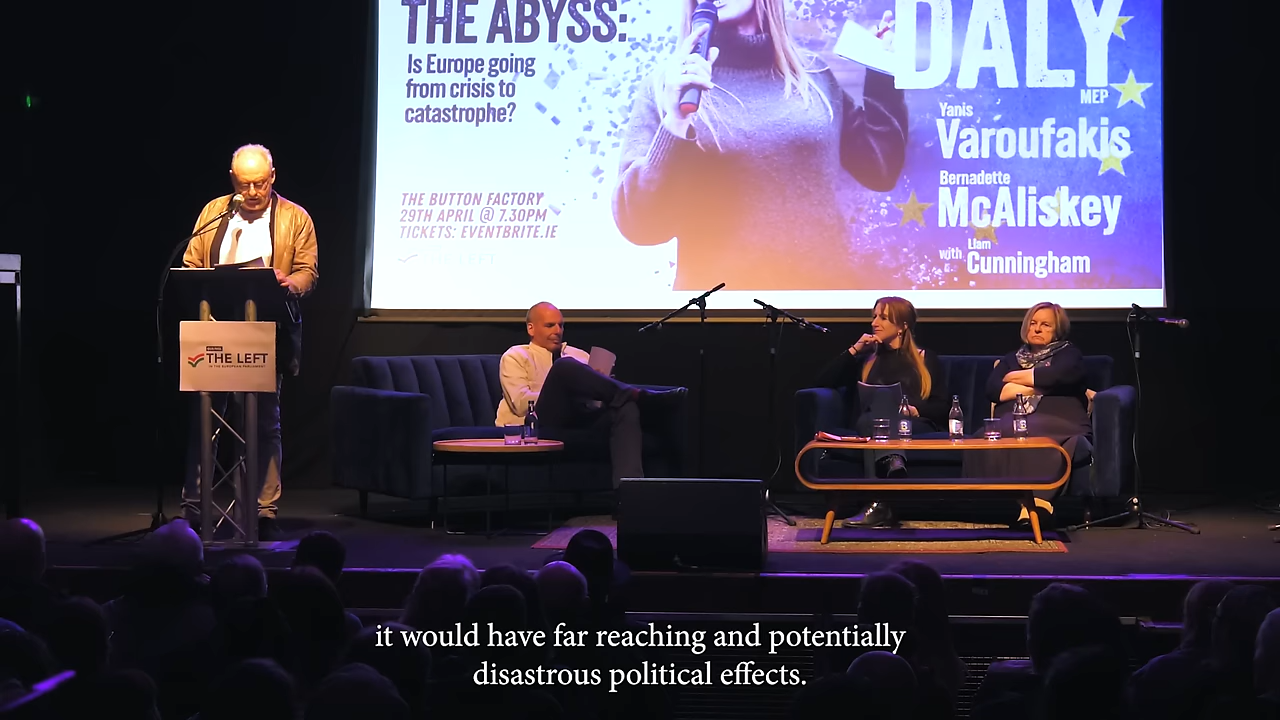 THE ABYSS:
Is Europe going
from crisis to
catastrophe?
THE BUTTON FACTORY
29TH APRIL @ 7.30PM
TICKETS: EVENTBRITE.IE
THE LEFT
DALY
MEP
Yanis
Varoufakis
Bernadette
McAliskey
with Liam
Cunningham
THE LEFT
IN THE EUROPEAN PARLIAMENT
it would have far reaching and potentially
disastrous political effects.